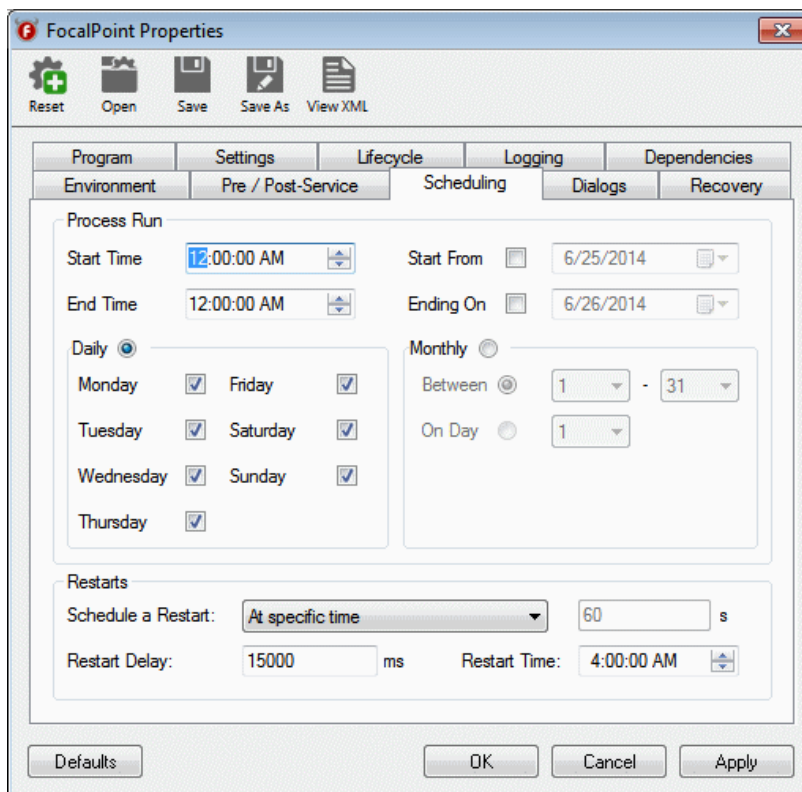 FocalPoint Properties
Reset Open Save Save As View XML
Program Settings Lifecycle Logging Dependencies
Environment Pre / Post-Service Scheduling Dialogs Recovery
Process Run
Start Time 12:00:00 AM Start From 6/25/2014
End Time 12:00:00 AM Ending On 6/26/2014
Daily Monthly
Monday Friday Between 1 - 31
Tuesday Saturday On Day 1
Wednesday Sunday
Thursday
Restarts
Schedule a Restart: At specific time 60 s
Restart Delay: 15000 ms Restart Time: 4:00:00 AM
Defaults OK Cancel Apply